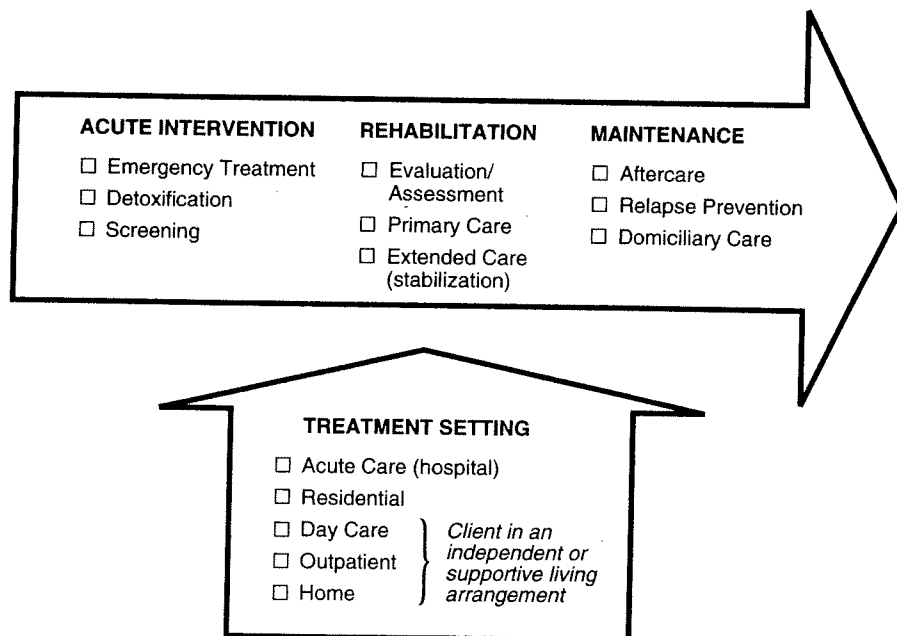 ACUTE INTERVENTION
☐ Emergency Treatment
☐ Detoxification
☐ Screening
REHABILITATION
☐ Evaluation/
Assessment
☐ Primary Care
☐ Extended Care
(stabilization)
MAINTENANCE
☐ Aftercare
☐ Relapse Prevention
☐ Domiciliary Care
TREATMENT SETTING
☐ Acute Care (hospital)
☐ Residential
☐ Day Care
☐ Outpatient
☐ Home
Client in an
independent or
supportive living
arrangement